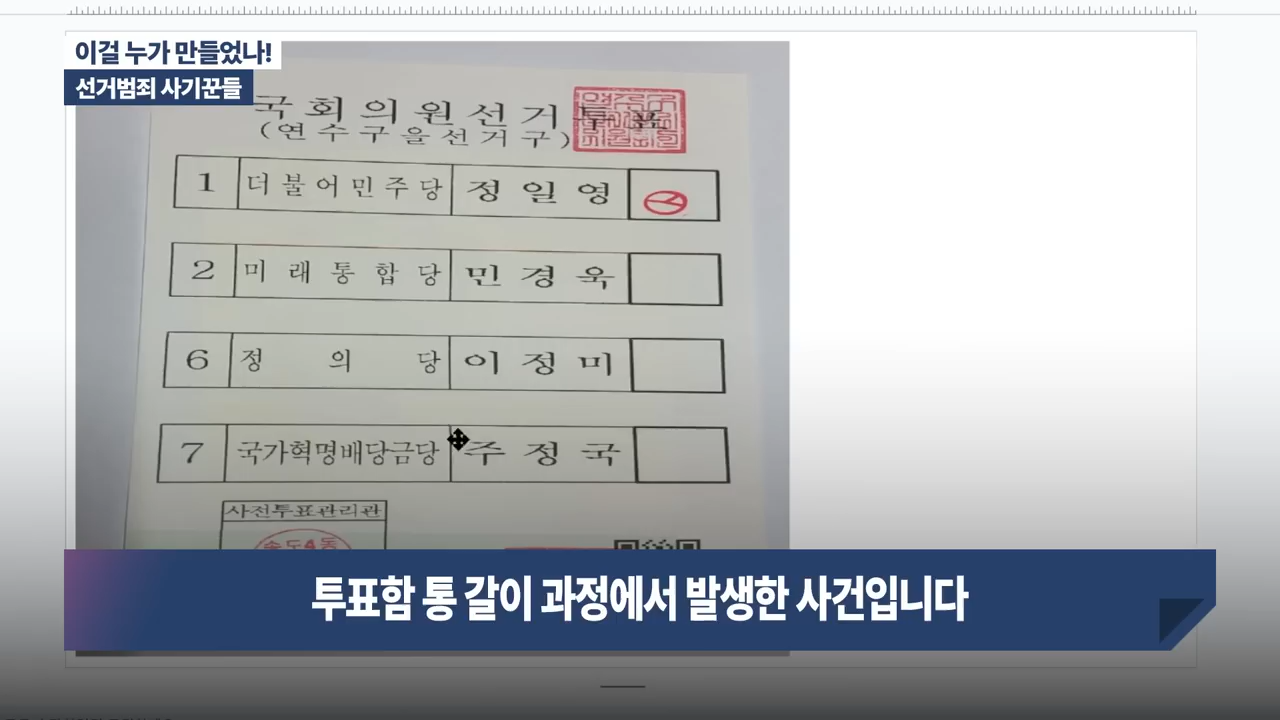 이걸 누가 만들었나!
선거범죄 사기꾼들
국회의원선거투표
(연수구을선거구)
1 더불어민주당 정일영
2 미래통합당 민경욱
6 정의당 이정미
7 국가혁명배당금당 주정국
사전투표관리관
송도4동
투표함 통 갈이 과정에서 발생한 사건입니다